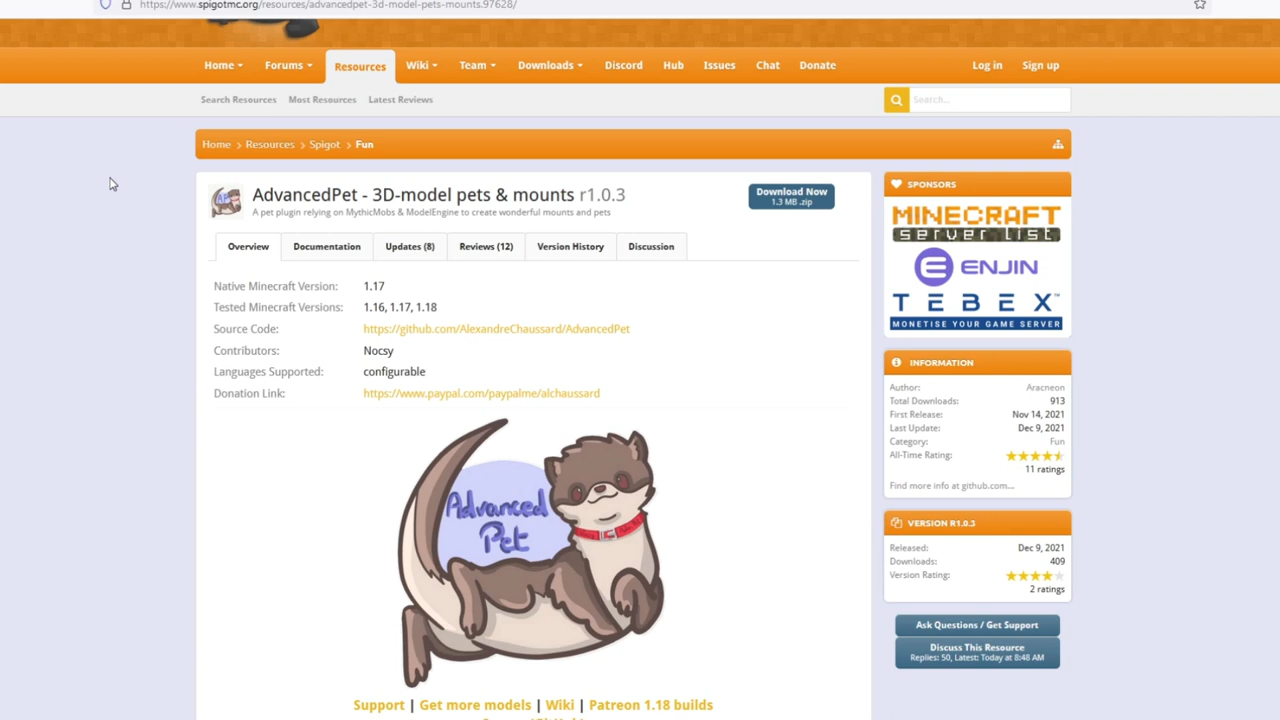 https://www.spigotmc.org/resources/advancedpet-3d-model-pets-mounts.97628/
Home Forums Resources Wiki Team Downloads Discord Hub Issues Chat Donate Log in Sign up
Search Resources Most Resources Latest Reviews Search...
Home > Resources > Spigot > Fun
AdvancedPet - 3D-model pets & mounts r1.0.3
A pet plugin relying on MythicMobs & ModelEngine to create wonderful mounts and pets
Download Now
1.3 MB .zip
Overview Documentation Updates (8) Reviews (12) Version History Discussion
Native Minecraft Version: 1.17
Tested Minecraft Versions: 1.16, 1.17, 1.18
Source Code: https://github.com/AlexandreChaussard/AdvancedPet
Contributors: Nocsy
Languages Supported: configurable
Donation Link: https://www.paypal.com/paypalme/alchaussard
Advanced
Pet
Support | Get more models | Wiki | Patreon 1.18 builds
SPONSORS
MINECRAFT
server list
ENJIN
TEBEX™
MONETISE YOUR GAME SERVER
INFORMATION
Author: Aracneon
Total Downloads: 913
First Release: Nov 14, 2021
Last Update: Dec 9, 2021
Category: Fun
All-Time Rating:
11 ratings
Find more info at github.com...
VERSION R1.0.3
Released: Dec 9, 2021
Downloads: 409
Version Rating:
2 ratings
Ask Questions / Get Support
Discuss This Resource
Replies: 50, Latest: Today at 8:48 AM